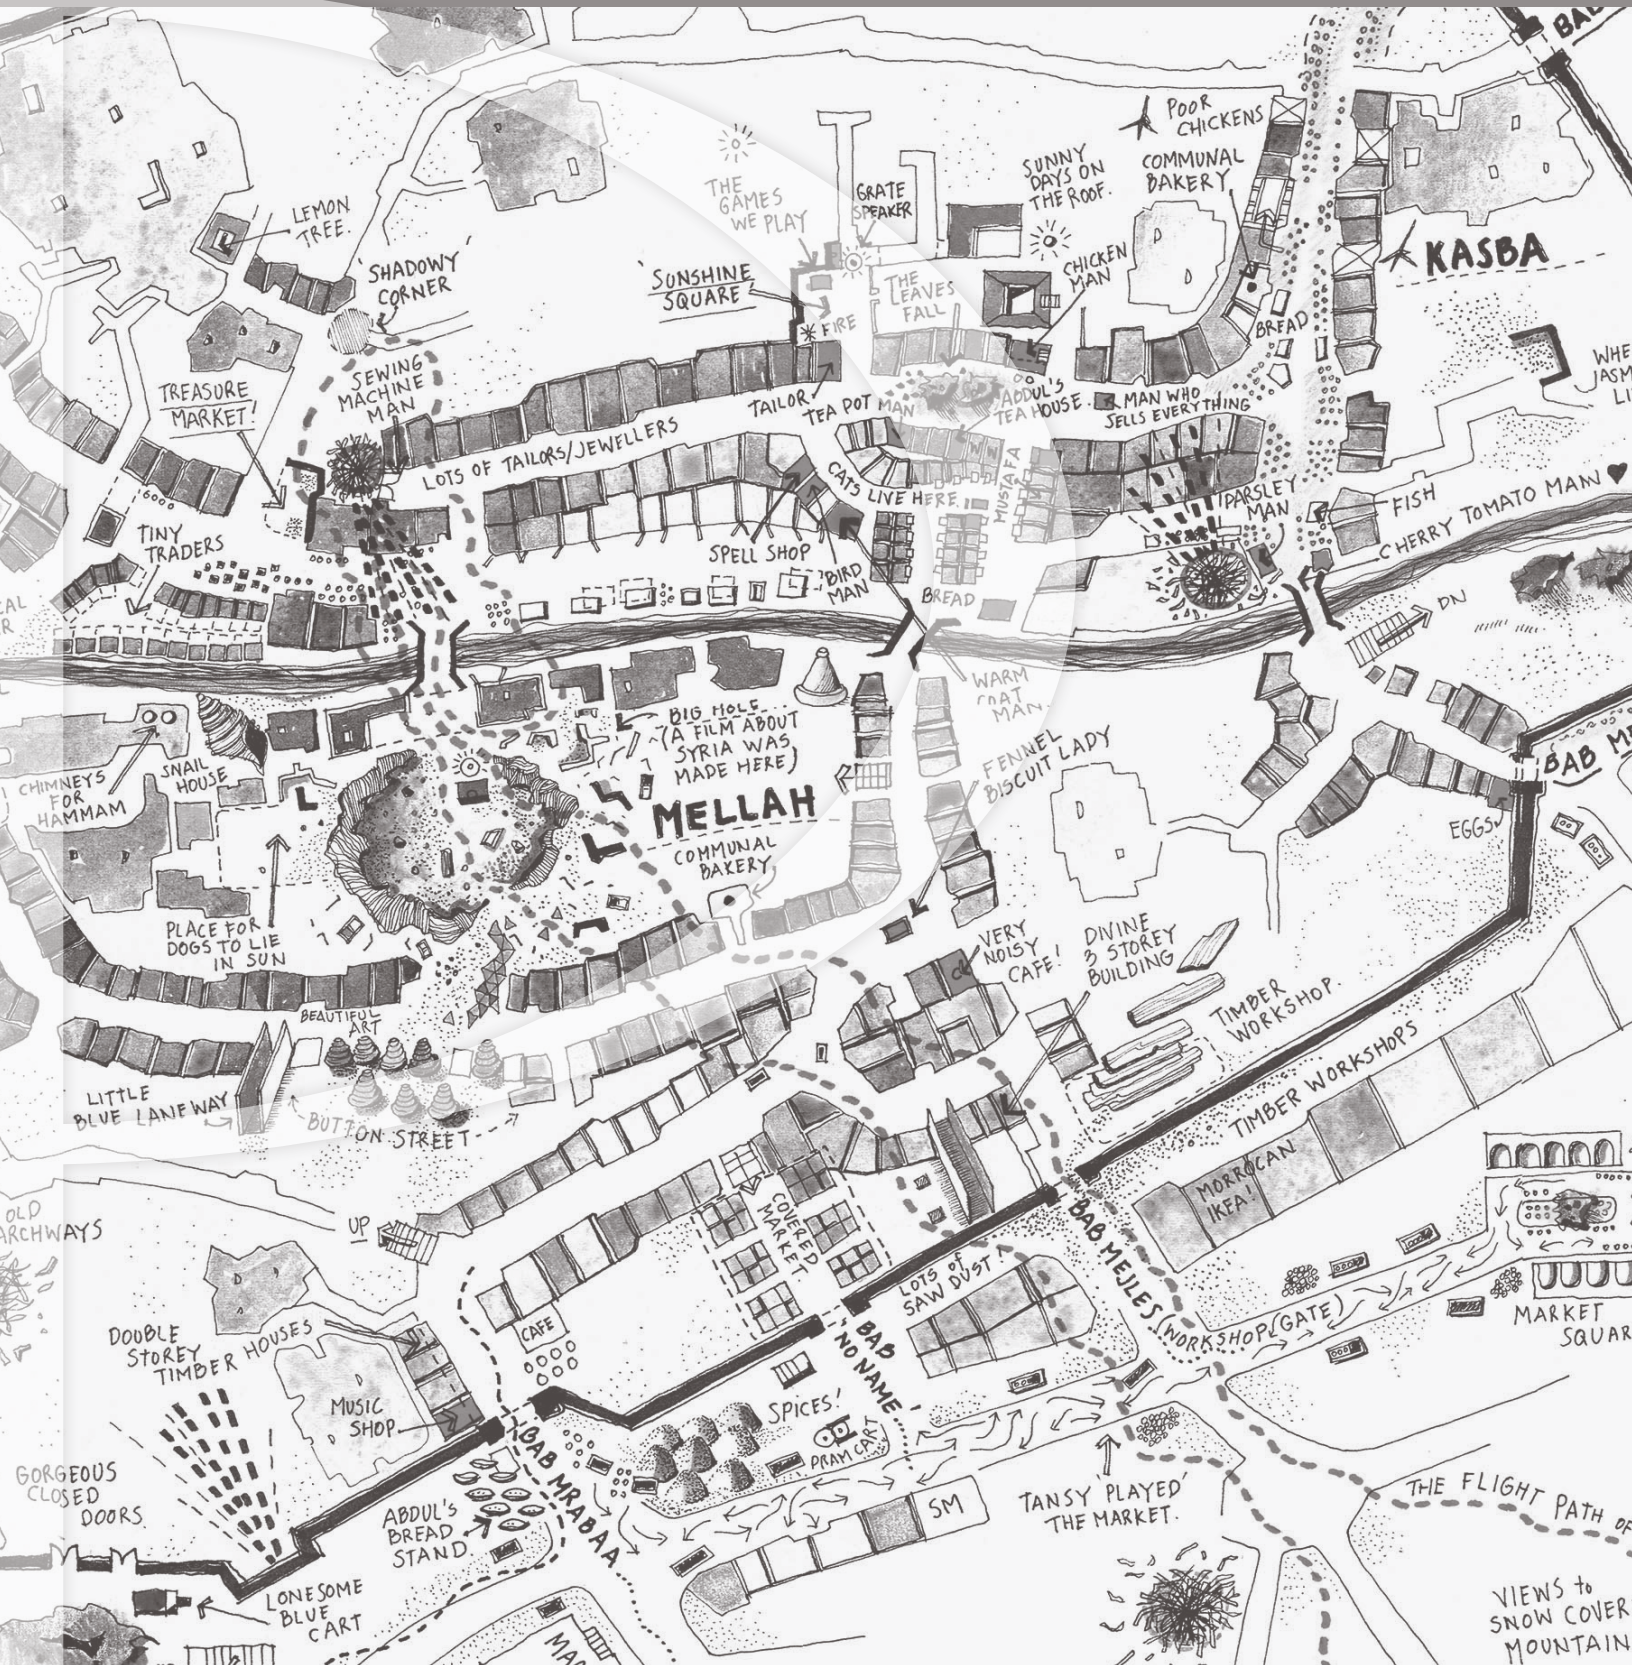 BAB
POOR
CHICKENS
COMMUNAL
BAKERY
SUNNY
DAYS ON
THE ROOF.
GRATE
SPEAKER
THE
GAMES
WE PLAY
LEMON
TREE.
'SHADOWY'
CORNER
'SUNSHINE
SQUARE'
THE
LEAVES
FALL
CHICKEN
MAN
KASBA
FIRE
BREAD
SEWING
MACHINE
MAN
TREASURE
MARKET!
TAILOR
TEA POT MAN
ABDUL'S
TEA HOUSE.
MAN WHO
SELLS EVERYTHING
LOTS OF TAILORS/JEWELLERS
CATS LIVE HERE.
MUSTAFA
PARSLEY
MAN
FISH
CHERRY TOMATO MAN
TINY
TRADERS
SPELL SHOP
BIRD
MAN
BREAD
DN
WARM
MAN
CHIMNEYS
FOR
HAMMAM
SNAIL
HOUSE
BIG HOLE
(A FILM ABOUT
SYRIA WAS
MADE HERE)
MELLAH
COMMUNAL
BAKERY
FENNEL
BISCUIT LADY
EGGS
PLACE FOR
DOGS TO LIE
IN SUN
VERY
NOISY
CAFE!
DIVINE
3 STOREY
BUILDING
TIMBER
WORKSHOP.
TIMBER WORKSHOPS
BEAUTIFUL
ART
LITTLE
BLUE LANEWAY
BUTTON STREET
MORROCAN
IKEA!
OLD
ARCHWAYS
UP
COVERED
MARKET
LOTS of
SAW DUST
BAB MEJLES (WORKSHOP GATE)
MARKET
CAFE
DOUBLE
STOREY
TIMBER HOUSES
BAB
'NO NAME'
MUSIC
SHOP
SPICES!
PRAM CART
BAB MRABAA
GORGEOUS
CLOSED
DOORS
ABDUL'S
BREAD
STAND
SM
TANSY 'PLAYED'
THE MARKET.
THE FLIGHT PATH OF
LONESOME
BLUE
CART
VIEWS to
SNOW COVER
MOUNTAIN